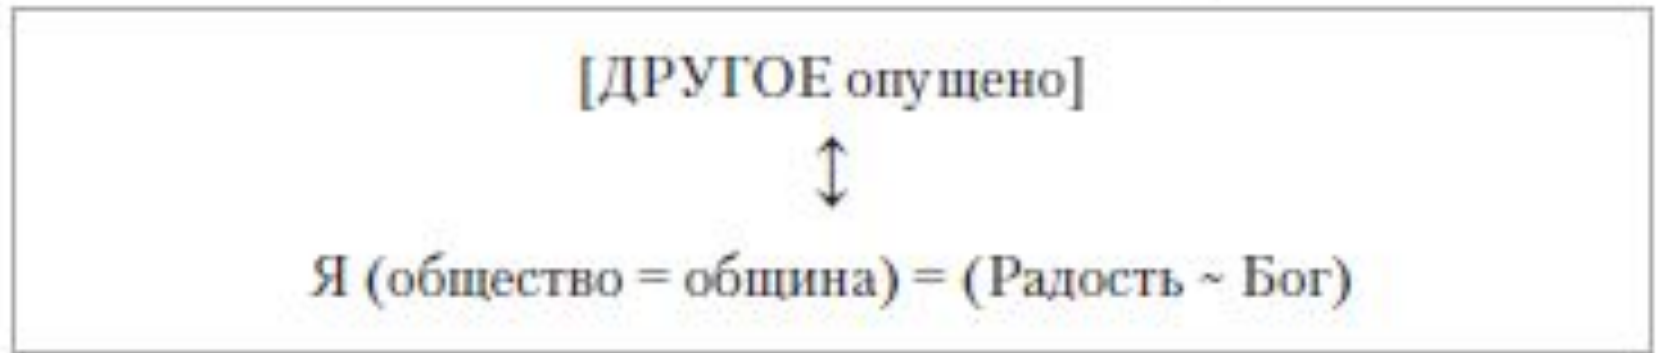 [ДРУГОЕ опущено]
↕
Я (общество = община) = (Радость ~ Бог)